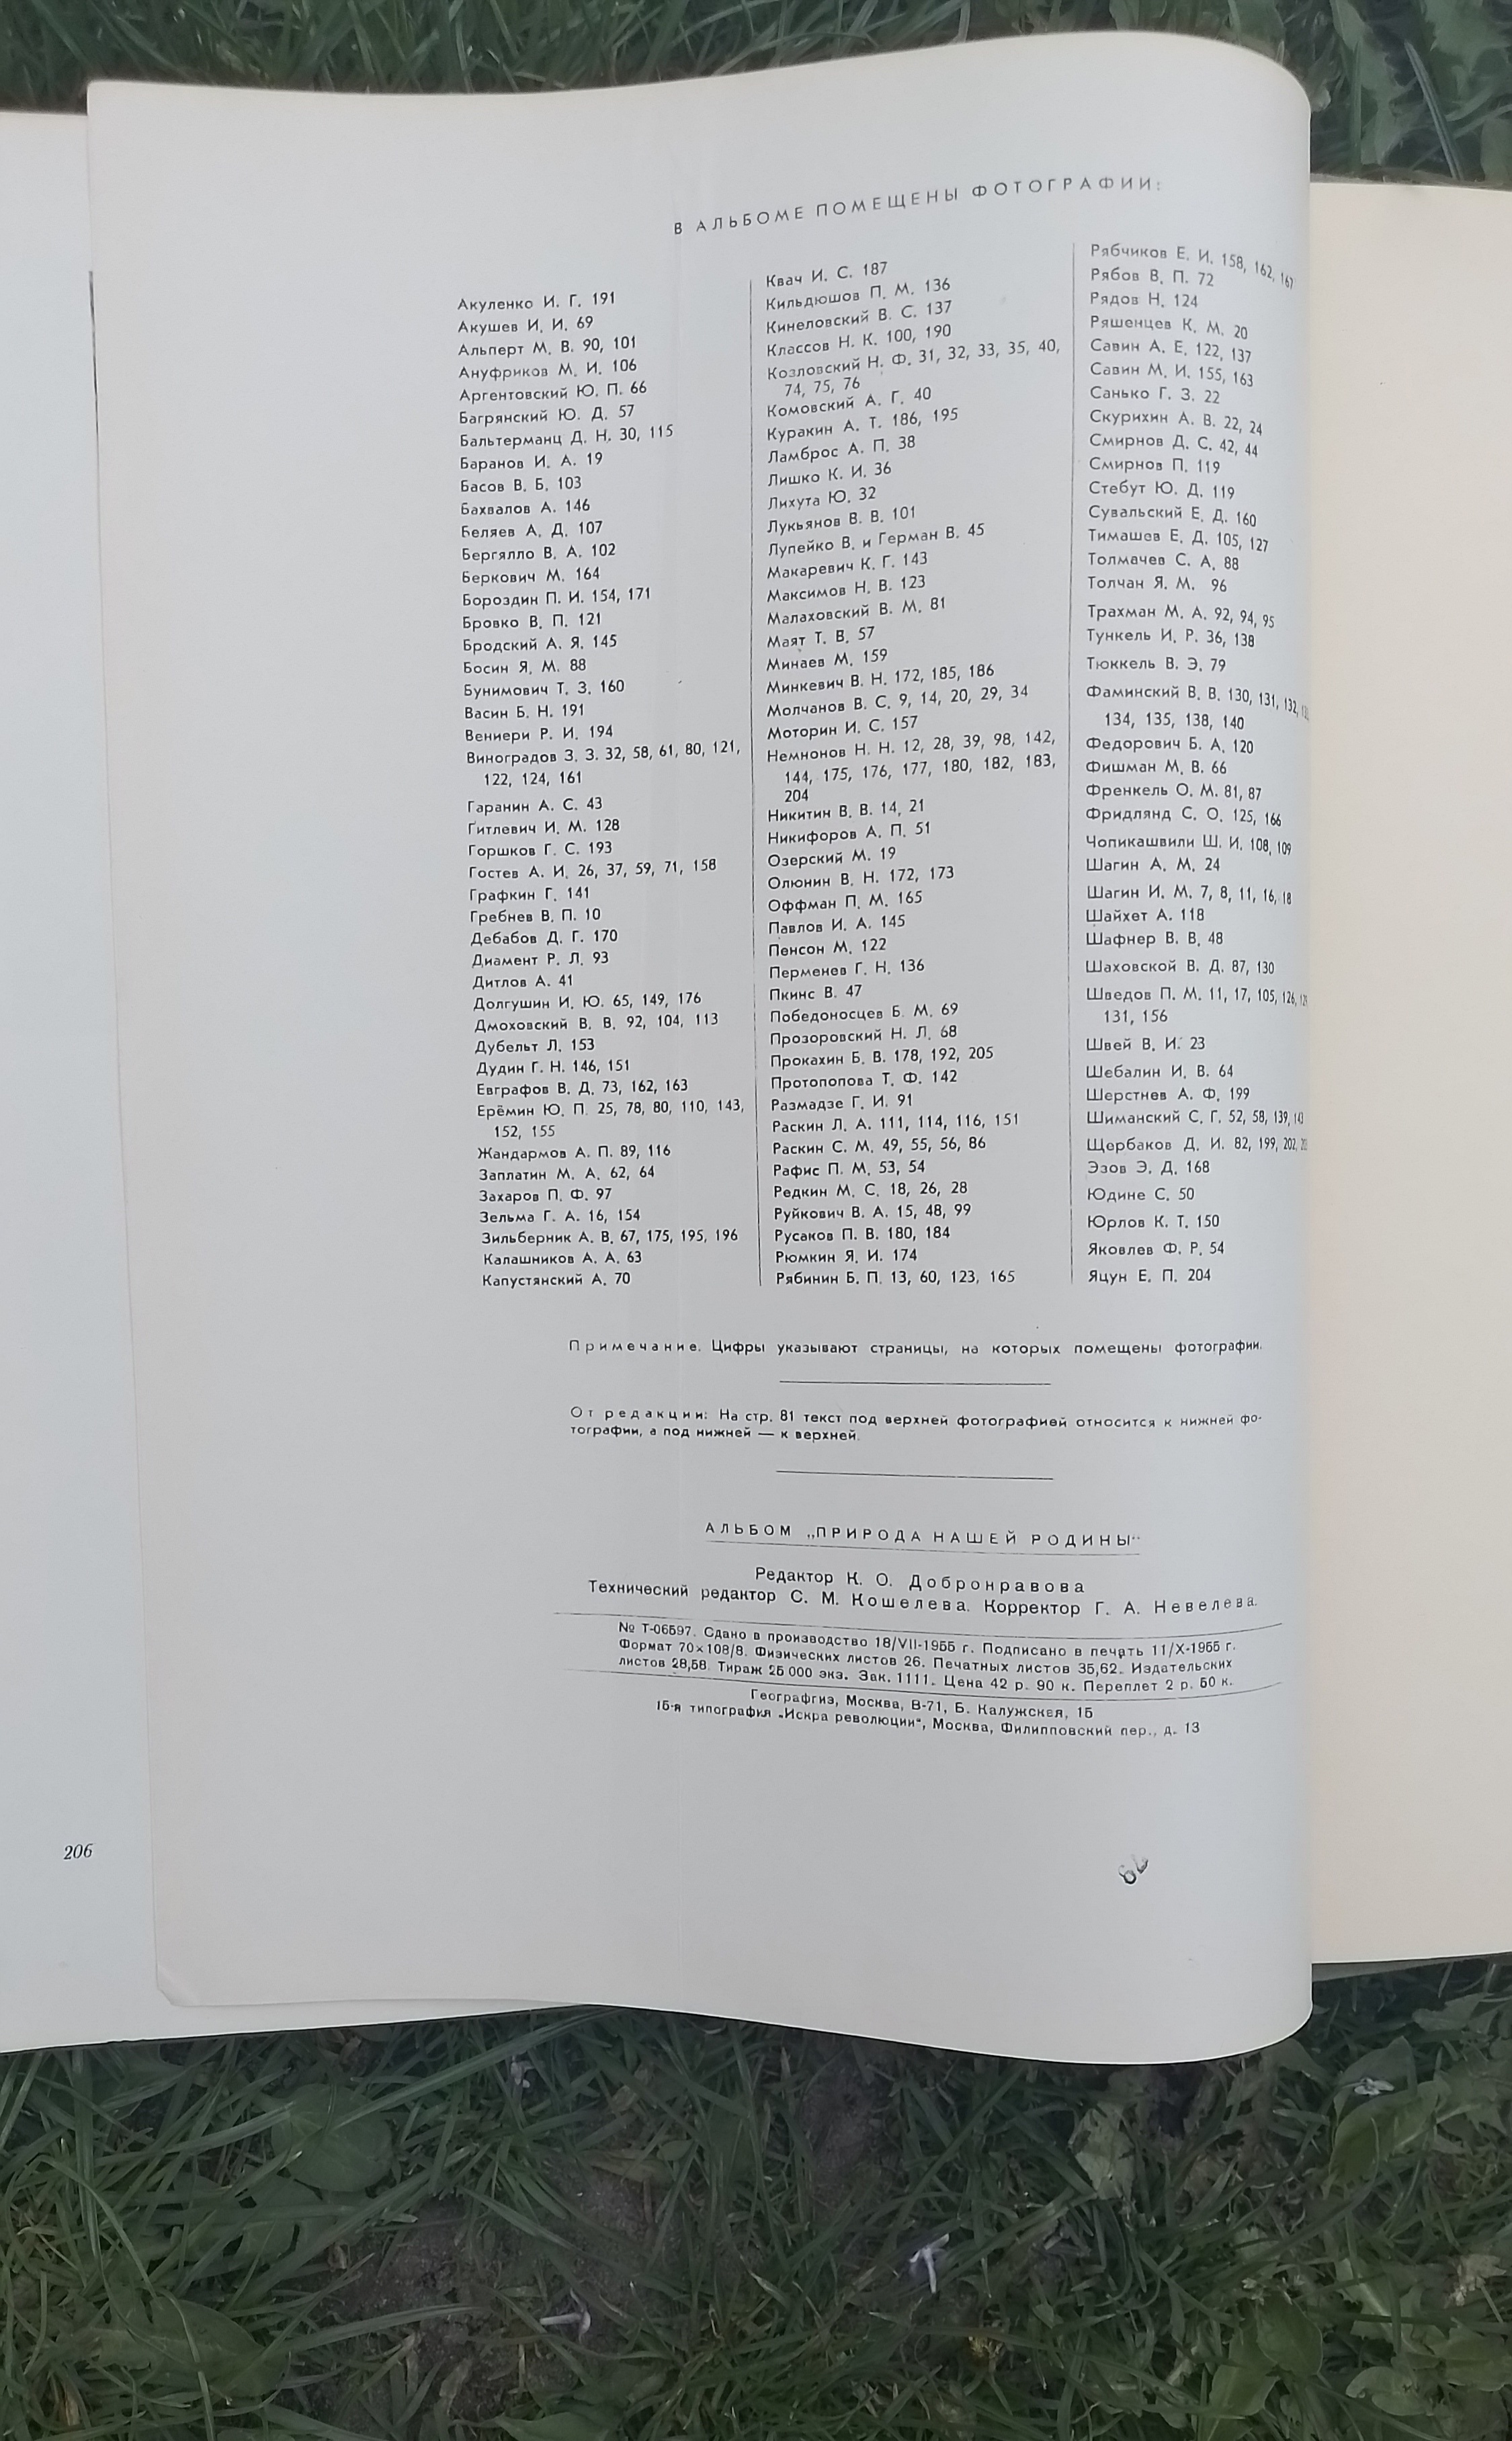 В АЛЬБОМЕ ПОМЕЩЕНЫ ФОТОГРАФИИ:
Акуленко И. Г. 191
Акушев И. И. 69
Альперт М. В. 90, 101
Ануфриков М. И. 106
Аргентовский Ю. П. 66
Багрянский Ю. Д. 57
Бальтерманц Д. Н. 30, 115
Баранов И. А. 19
Басов В. Б. 103
Бахвалов А. 146
Беляев А. Д. 107
Бергялло В. А. 102
Беркович М. 164
Бороздин П. И. 154, 171
Бровко В. П. 121
Бродский А. Я. 145
Босин Я. М. 88
Бунимович Т. З. 160
Васин Б. Н. 191
Вениери Р. И. 194
Виноградов З. З. 32, 58, 61, 80, 121,
122, 124, 161
Гаранин А. С. 43
Гитлевич И. М. 128
Горшков Г. С. 193
Гостев А. И. 26, 37, 59, 71, 158
Графкин Г. 141
Гребнев В. П. 10
Дебабов Д. Г. 170
Диамент Р. Л. 93
Дитлов А. 41
Долгушин И. Ю. 65, 149, 176
Дмоховский В. В. 92, 104, 113
Дубельт Л. 153
Дудин Г. Н. 146, 151
Евграфов В. Д. 73, 162, 163
Ерёмин Ю. П. 25, 78, 80, 110, 143,
152, 155
Жандармов А. П. 89, 116
Заплатин М. А. 62, 64
Захаров П. Ф. 97
Зельма Г. А. 16, 154
Зильберник А. В. 67, 175, 195, 196
Калашников А. А. 63
Капустянский А. 70
Квач И. С. 187
Кильдюшов П. М. 136
Кинеловский В. С. 137
Классов Н. К. 100, 190
Козловский Н. Ф. 31, 32, 33, 35, 40,
74, 75, 76
Комовский А. Г. 40
Куракин А. Т. 186, 195
Ламброс А. П. 38
Лишко К. И. 36
Лихута Ю. 32
Лукьянов В. В. 101
Лупейко В. и Герман В. 45
Макаревич К. Г. 143
Максимов Н. В. 123
Малаховский В. М. 81
Маят Т. В. 57
Минаев М. 159
Минкевич В. Н. 172, 185, 186
Молчанов В. С. 9, 14, 20, 29, 34
Моторин И. С. 157
Немнонов Н. Н. 12, 28, 39, 98, 142,
144, 175, 176, 177, 180, 182, 183,
204
Никитин В. В. 14, 21
Никифоров А. П. 51
Озерский М. 19
Олюнин В. Н. 172, 173
Оффман П. М. 165
Павлов И. А. 145
Пенсон М. 122
Перменев Г. Н. 136
Пкинс В. 47
Победоносцев Б. М. 69
Прозоровский Н. Л. 68
Прокахин Б. В. 178, 192, 205
Протопопова Т. Ф. 142
Размадзе Г. И. 91
Раскин Л. А. 111, 114, 116, 151
Раскин С. М. 49, 55, 56, 86
Рафис П. М. 53, 54
Редкин М. С. 18, 26, 28
Руйкович В. А. 15, 48, 99
Русаков П. В. 180, 184
Рюмкин Я. И. 174
Рябинин Б. П. 13, 60, 123, 165
Рябчиков Е. И. 158, 162, 167
Рябов В. П. 72
Рядов Н. 124
Ряшенцев К. М. 20
Савин А. Е. 122, 137
Савин М. И. 155, 163
Санько Г. З. 22
Скурихин А. В. 22, 24
Смирнов Д. С. 42, 44
Смирнов П. 119
Стебут Ю. Д. 119
Сувальский Е. Д. 160
Тимашев Е. Д. 105, 127
Толмачев С. А. 88
Толчан Я. М. 96
Трахман М. А. 92, 94, 95
Тункель И. Р. 36, 138
Тюккель В. Э. 79
Фаминский В. В. 130, 131, 132,
134, 135, 138, 140
Федорович Б. А. 120
Фишман М. В. 66
Френкель О. М. 81, 87
Фридлянд С. О. 125, 166
Чопикашвили Ш. И. 108, 109
Шагин А. М. 24
Шагин И. М. 7, 8, 11, 16, 18
Шайхет А. 118
Шафнер В. В. 48
Шаховской В. Д. 87, 130
Шведов П. М. 11, 17, 105, 126,
131, 156
Швей В. И. 23
Шебалин И. В. 64
Шерстнев А. Ф. 199
Шиманский С. Г. 52, 58, 139,
Щербаков Д. И. 82, 199, 202,
Эзов Э. Д. 168
Юдине С. 50
Юрлов К. Т. 150
Яковлев Ф. Р. 54
Яцун Е. П. 204
Примечание. Цифры указывают страницы, на которых помещены фотографии.
От редакции: На стр. 81 текст под верхней фотографией относится к нижней фо-
тографии, а под нижней — к верхней.
АЛЬБОМ „ПРИРОДА НАШЕЙ РОДИНЫ"
Редактор К. О. Добронравова
Технический редактор С. М. Кошелева. Корректор Г. А. Невелева.
№ Т-06597. Сдано в производство 18/VII-1955 г. Подписано в печать 11/X-1955 г.
Формат 70×108/8. Физических листов 26. Печатных листов 35,62. Издательских
листов 28,58. Тираж 25 000 экз. Зак. 1111. Цена 42 р. 90 к. Переплет 2 р. 50 к.
Географгиз, Москва, В-71, Б. Калужская, 15
15-я типография „Искра революции", Москва, Филипповский пер., д. 13
206